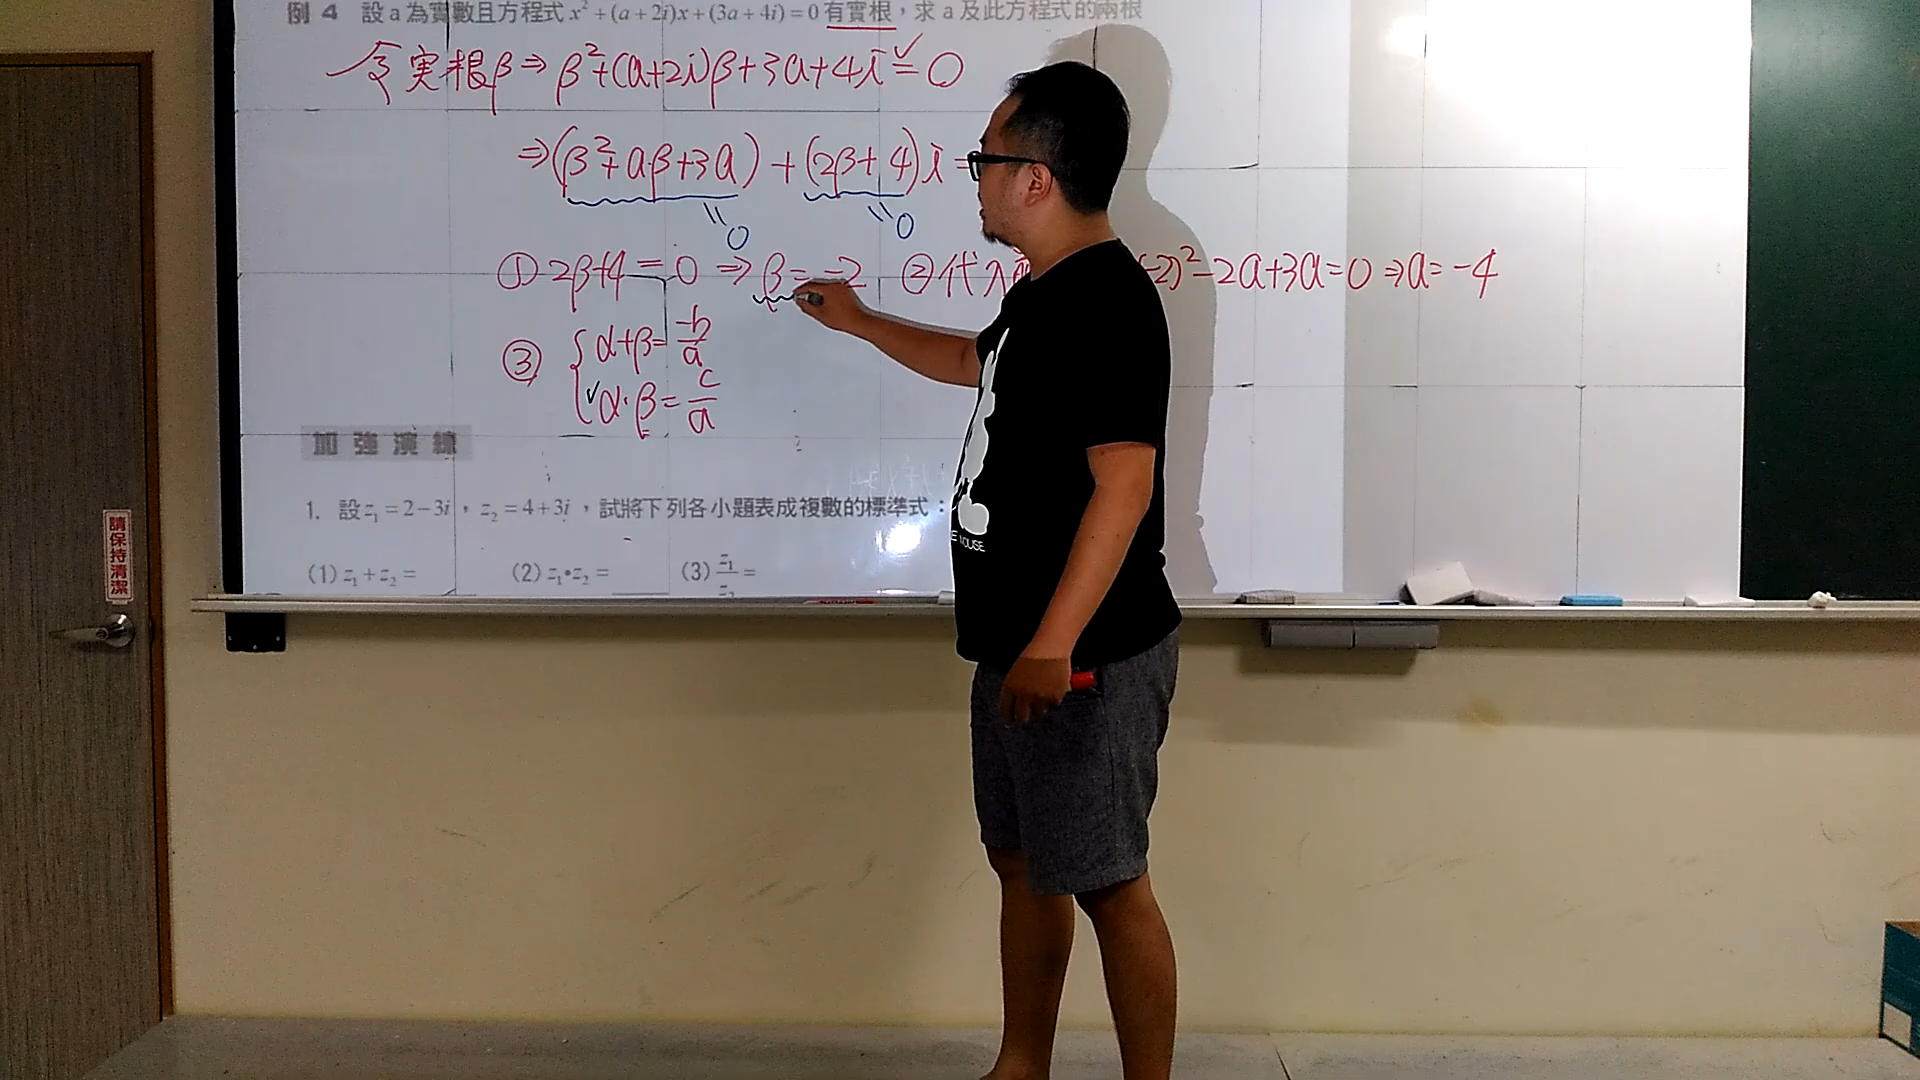 例 4 設 a 為實數且方程式 x² + (a + 2i)x + (3a + 4i) = 0 有實根，求 a 及此方程式的兩根
令実根β ⇒ β²+(a+2i)β+3a+4i = 0
⇒ (β²+aβ+3a) + (2β+4)i =
=0 =0
① 2β+4 = 0 ⇒ β = -2 ② 代入 (-2)²-2a+3a=0 ⇒ a=-4
③ { α+β = -b/a
α·β = c/a
加強演練
1. 設 z₁ = 2 − 3i，z₂ = 4 + 3i，試將下列各小題表成複數的標準式：
(1) z₁ + z₂ = (2) z₁•z₂ = (3) z₁/z₂ =
請保持清潔
MOUSE